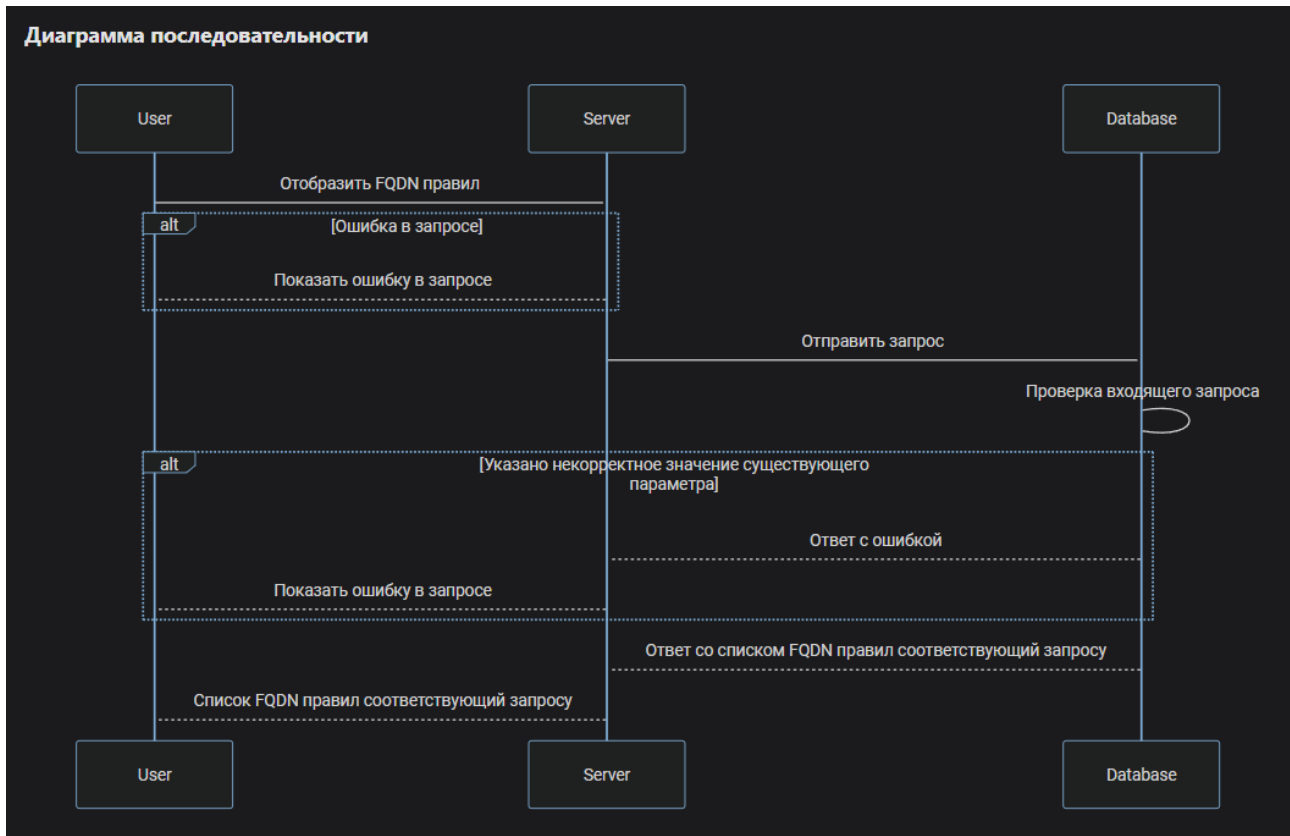 Диаграмма последовательности
User
Server
Database
Отобразить FQDN правил
alt
[Ошибка в запросе]
Показать ошибку в запросе
Отправить запрос
Проверка входящего запроса
alt
[Указано некорректное значение существующего
параметра]
Ответ с ошибкой
Показать ошибку в запросе
Ответ со списком FQDN правил соответствующий запросу
Список FQDN правил соответствующий запросу
User
Server
Database